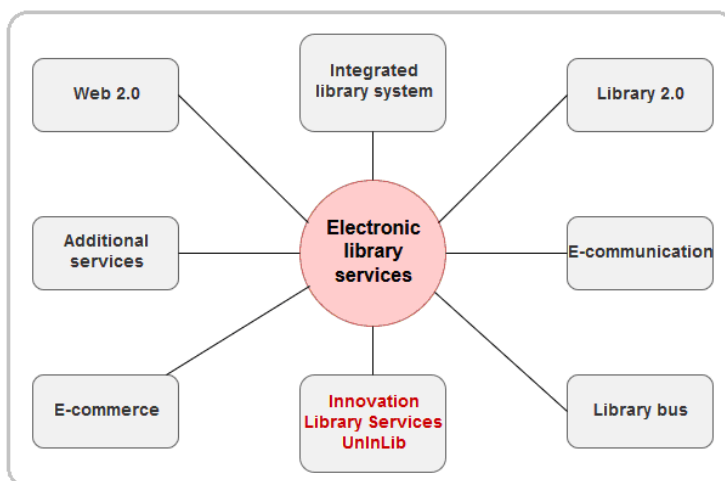 Web 2.0
Integrated
library system
Library 2.0
Additional
services
Electronic
library
services
E-communication
E-commerce
Innovation
Library Services
UnInLib
Library bus